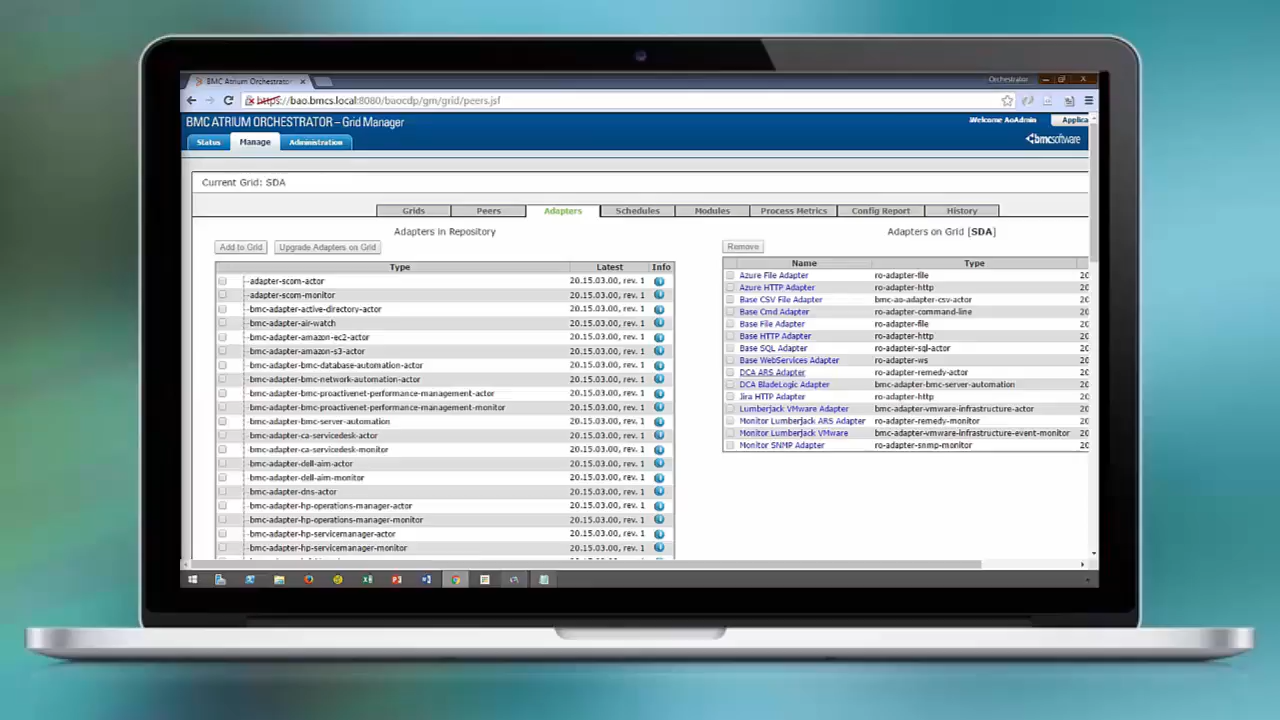 BMC Atrium Orchestrator
Orchestrator
https://bao.bmcs.local:8080/baocdp/gm/grid/peers.jsf
BMC ATRIUM ORCHESTRATOR – Grid Manager
Welcome AoAdmin
Applica
Status Manage Administration
bmcsoftware
Current Grid: SDA
Grids Peers Adapters Schedules Modules Process Metrics Config Report History
Adapters in Repository
Add to Grid Upgrade Adapters on Grid
Type Latest Info
adapter-scom-actor 20.15.03.00, rev. 1
adapter-scom-monitor 20.15.03.00, rev. 1
bmc-adapter-active-directory-actor 20.15.03.00, rev. 1
bmc-adapter-air-watch 20.15.03.00, rev. 1
bmc-adapter-amazon-ec2-actor 20.15.03.00, rev. 1
bmc-adapter-amazon-s3-actor 20.15.03.00, rev. 1
bmc-adapter-bmc-database-automation-actor 20.15.03.00, rev. 1
bmc-adapter-bmc-network-automation-actor 20.15.03.00, rev. 1
bmc-adapter-bmc-proactivenet-performance-management-actor 20.15.03.00, rev. 1
bmc-adapter-bmc-proactivenet-performance-management-monitor 20.15.03.00, rev. 1
bmc-adapter-bmc-server-automation 20.15.03.00, rev. 1
bmc-adapter-ca-servicedesk-actor 20.15.03.00, rev. 1
bmc-adapter-ca-servicedesk-monitor 20.15.03.00, rev. 1
bmc-adapter-dell-aim-actor 20.15.03.00, rev. 1
bmc-adapter-dell-aim-monitor 20.15.03.00, rev. 1
bmc-adapter-dns-actor 20.15.03.00, rev. 1
bmc-adapter-hp-operations-manager-actor 20.15.03.00, rev. 1
bmc-adapter-hp-operations-manager-monitor 20.15.03.00, rev. 1
bmc-adapter-hp-servicemanager-actor 20.15.03.00, rev. 1
bmc-adapter-hp-servicemanager-monitor 20.15.03.00, rev. 1
Adapters on Grid [SDA]
Remove
Name Type
Azure File Adapter ro-adapter-file 20
Azure HTTP Adapter ro-adapter-http 20
Base CSV File Adapter bmc-ao-adapter-csv-actor 20
Base Cmd Adapter ro-adapter-command-line 20
Base File Adapter ro-adapter-file 20
Base HTTP Adapter ro-adapter-http 20
Base SQL Adapter ro-adapter-sql-actor 20
Base WebServices Adapter ro-adapter-ws 20
DCA ARS Adapter ro-adapter-remedy-actor 20
DCA BladeLogic Adapter bmc-adapter-bmc-server-automation 20
Jira HTTP Adapter ro-adapter-http 20
Lumberjack VMware Adapter bmc-adapter-vmware-infrastructure-actor 20
Monitor Lumberjack ARS Adapter ro-adapter-remedy-monitor 20
Monitor Lumberjack VMware bmc-adapter-vmware-infrastructure-event-monitor 20
Monitor SNMP Adapter ro-adapter-snmp-monitor 20